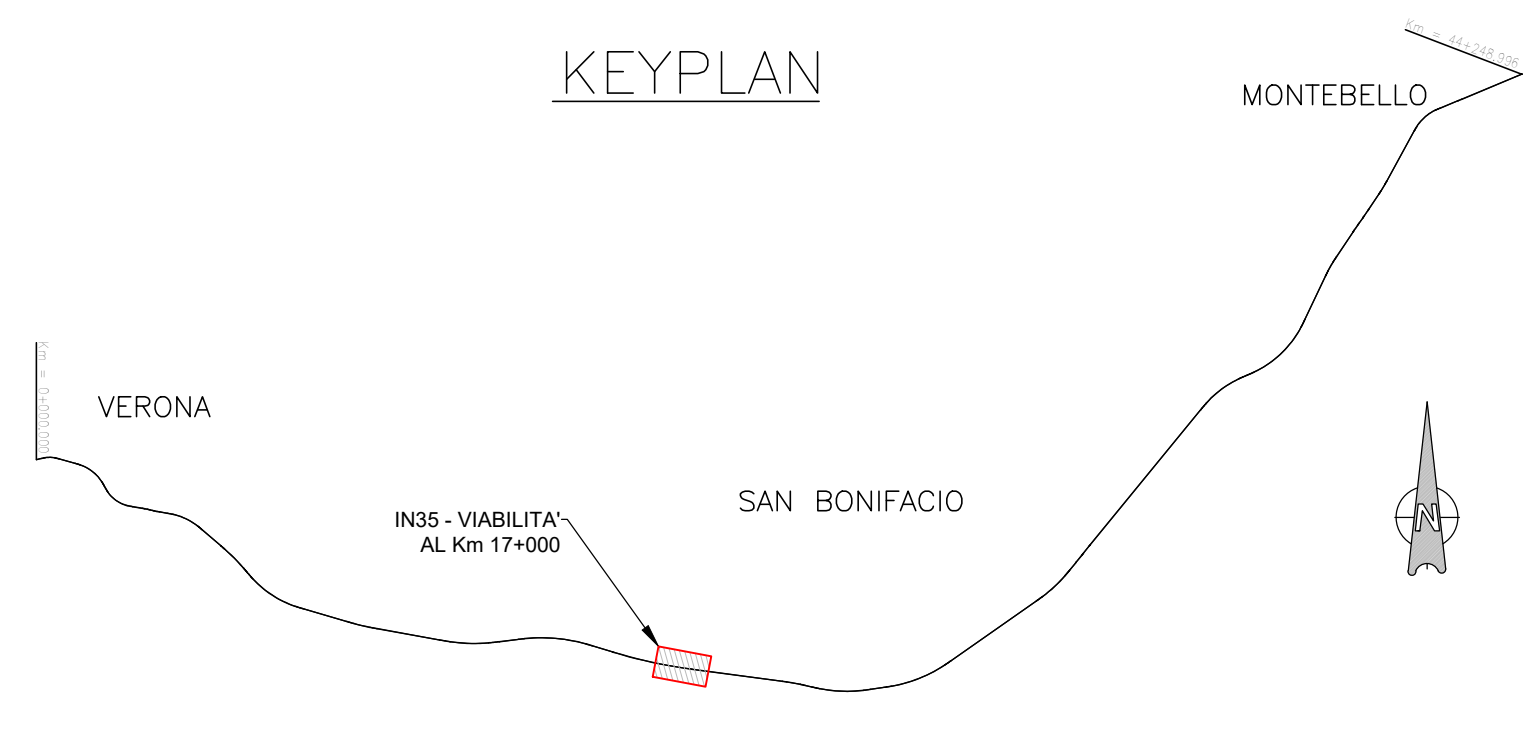 KEYPLAN
Km = 44+248,996
MONTEBELLO
Km = 0+000,000
VERONA
SAN BONIFACIO
IN35 - VIABILITA'
AL Km 17+000
N